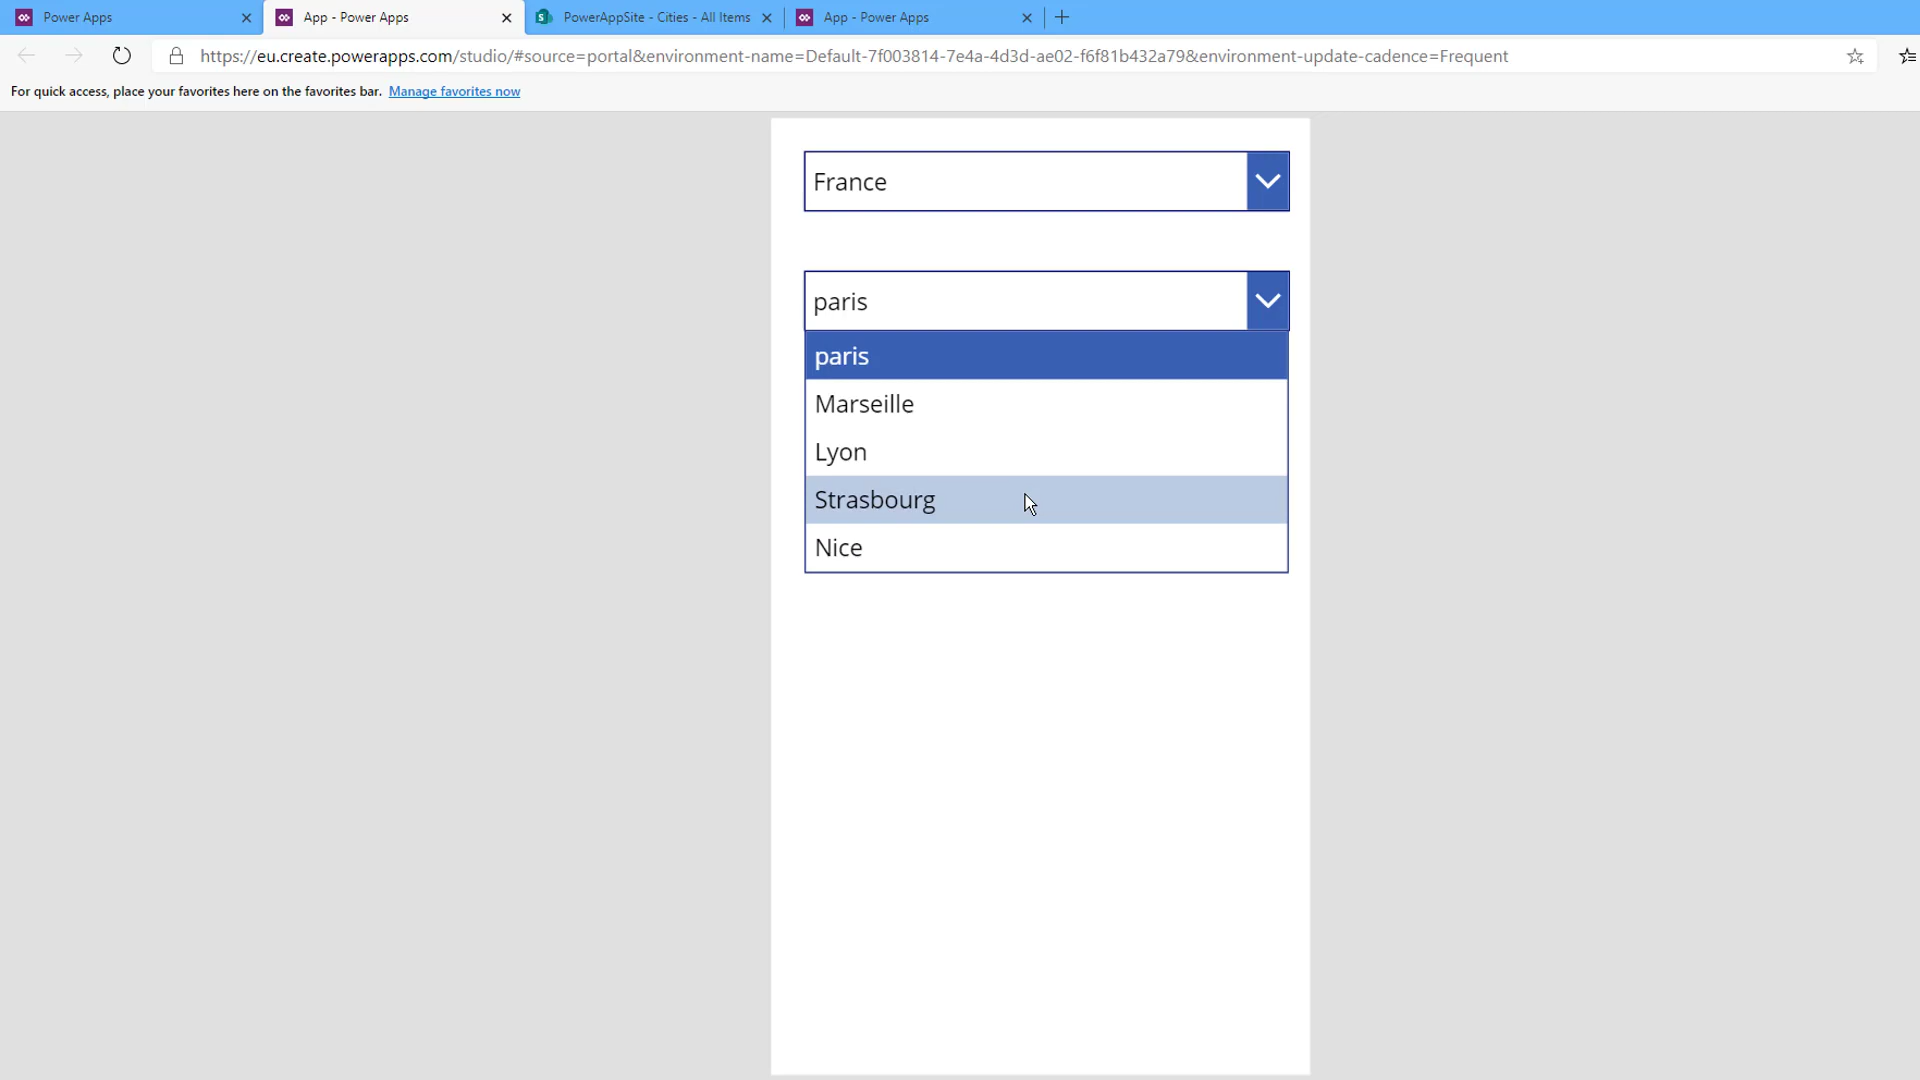 Power Apps
App - Power Apps
PowerAppSite - Cities - All Items
App - Power Apps
https://eu.create.powerapps.com/studio/#source=portal&environment-name=Default-7f003814-7e4a-4d3d-ae02-f6f81b432a79&environment-update-cadence=Frequent
For quick access, place your favorites here on the favorites bar. Manage favorites now
France
paris
paris
Marseille
Lyon
Strasbourg
Nice